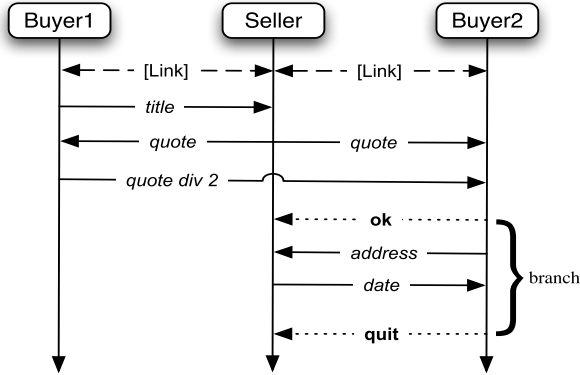 Buyer1 Seller Buyer2
[Link] [Link]
title
quote quote
quote div 2
ok
address
branch
date
quit